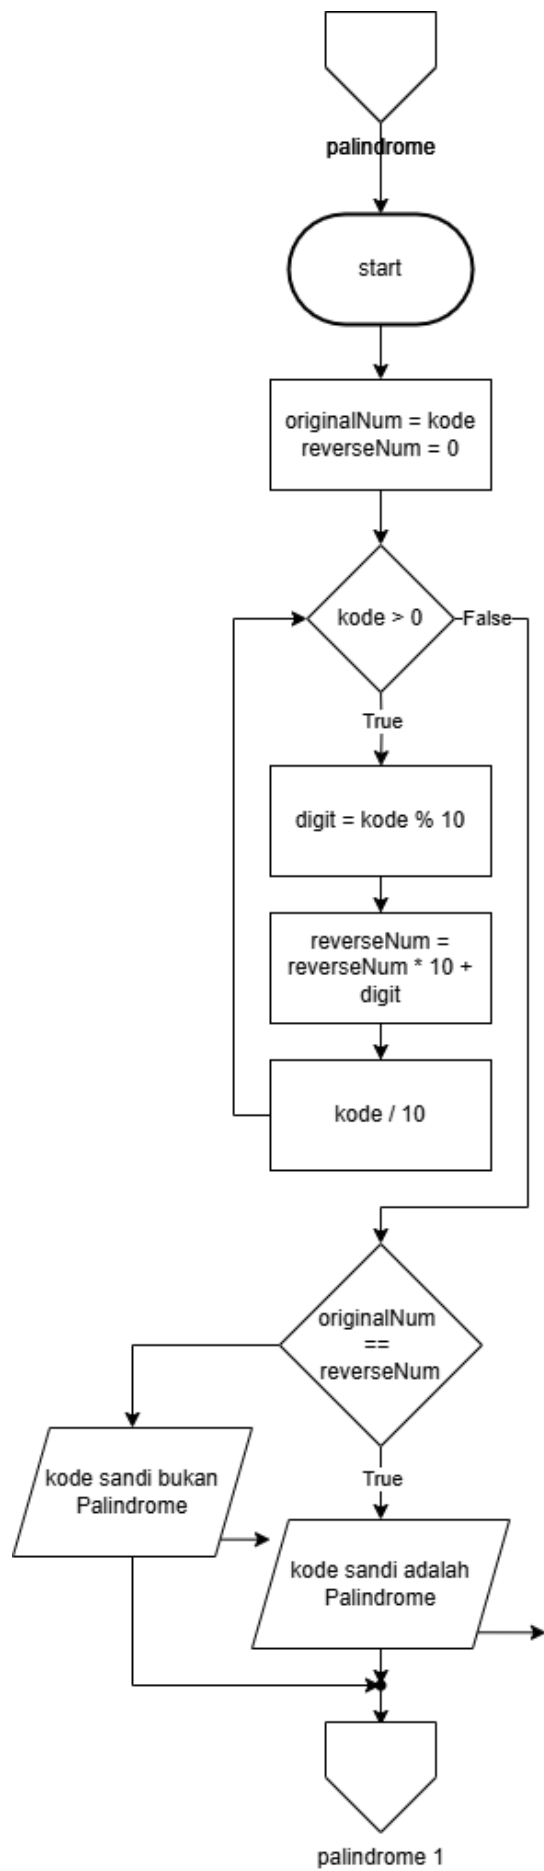 palindrome
start
originalNum = kode
reverseNum = 0
kode > 0
False
True
digit = kode % 10
reverseNum =
reverseNum * 10 +
digit
kode / 10
originalNum
==
reverseNum
True
kode sandi bukan
Palindrome
kode sandi adalah
Palindrome
palindrome 1